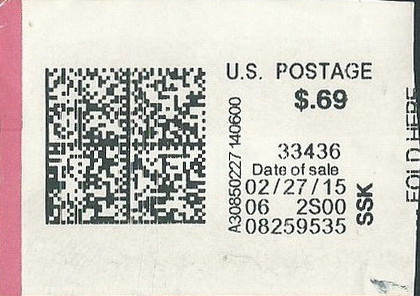 U.S. POSTAGE
$.69
A30850227 140600
33436
Date of sale
02/27/15
06 2S00
08259535
SSK
FOLD HERE